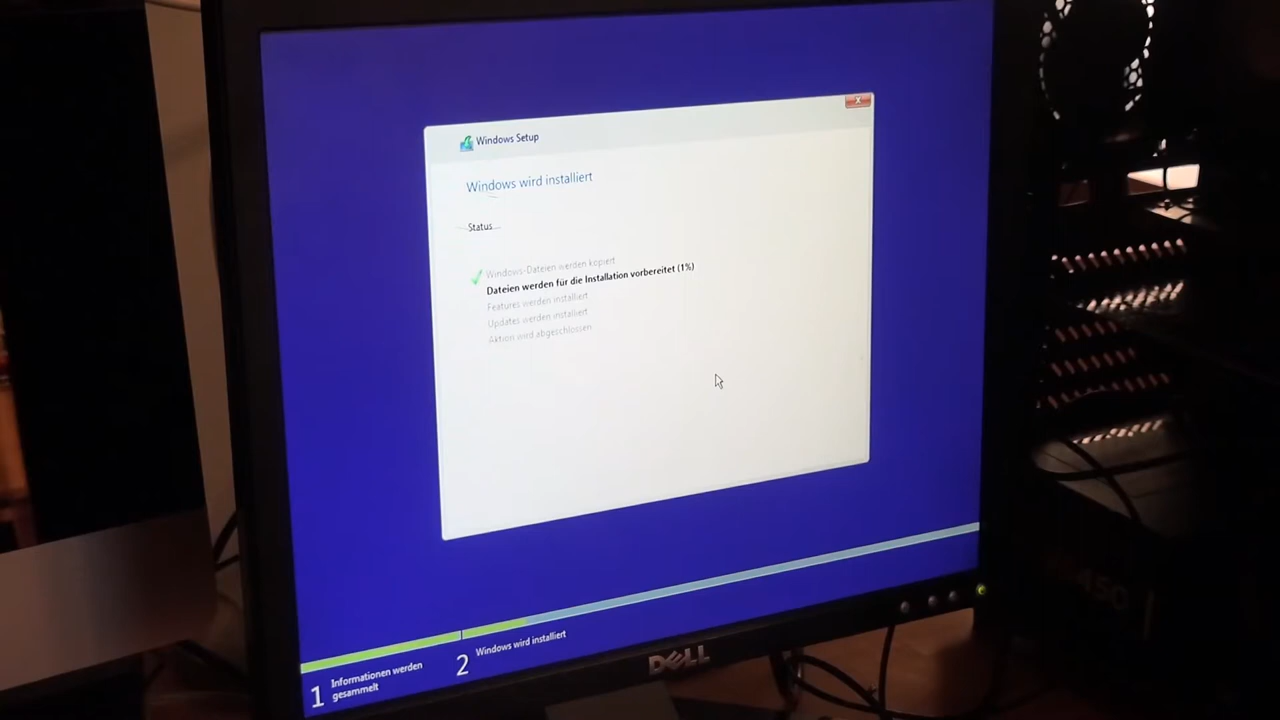 Windows Setup
Windows wird installiert
Status
Windows-Dateien werden kopiert
Dateien werden für die Installation vorbereitet (1%)
Features werden installiert
Updates werden installiert
Aktion wird abgeschlossen
1 Informationen werden
gesammelt
2 Windows wird installiert
DELL